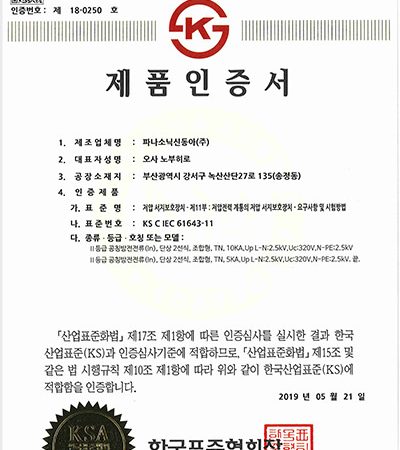 인증번호 : 제 18-0250 호
KS
제품인증서
1. 제조업체명 : 파나소닉신동아(주)
2. 대표자성명 : 오사 노부히로
3. 공장소재지 : 부산광역시 강서구 녹산산단27로 135(송정동)
4. 인증제품
가. 표준명 : 저압 서지보호장치 - 제11부 : 저압전력 계통의 저압 서지보호장치 - 요구사항 및 시험방법
나. 표준번호 : KS C IEC 61643-11
다. 종류·등급·호칭 또는 모델 :
Ⅱ등급 공칭방전전류(In), 단상 2선식, 조합형, TN, 10KA,Up L-N:2.5kV,Uc:320V,N-PE:2.5kV
Ⅱ등급 공칭방전전류(In), 단상 2선식, 조합형, TN, 5KA,Up L-N:2.5kV,Uc:320V,N-PE:2.5kV. 끝.
「산업표준화법」제17조 제1항에 따른 인증심사를 실시한 결과 한국
산업표준(KS)과 인증심사기준에 적합하므로, 「산업표준화법」제15조 및
같은 법 시행규칙 제10조 제1항에 따라 위와 같이 한국산업표준(KS)에
적합함을 인증합니다.
2019 년 05 월 21 일
KSA
한국표준협회장